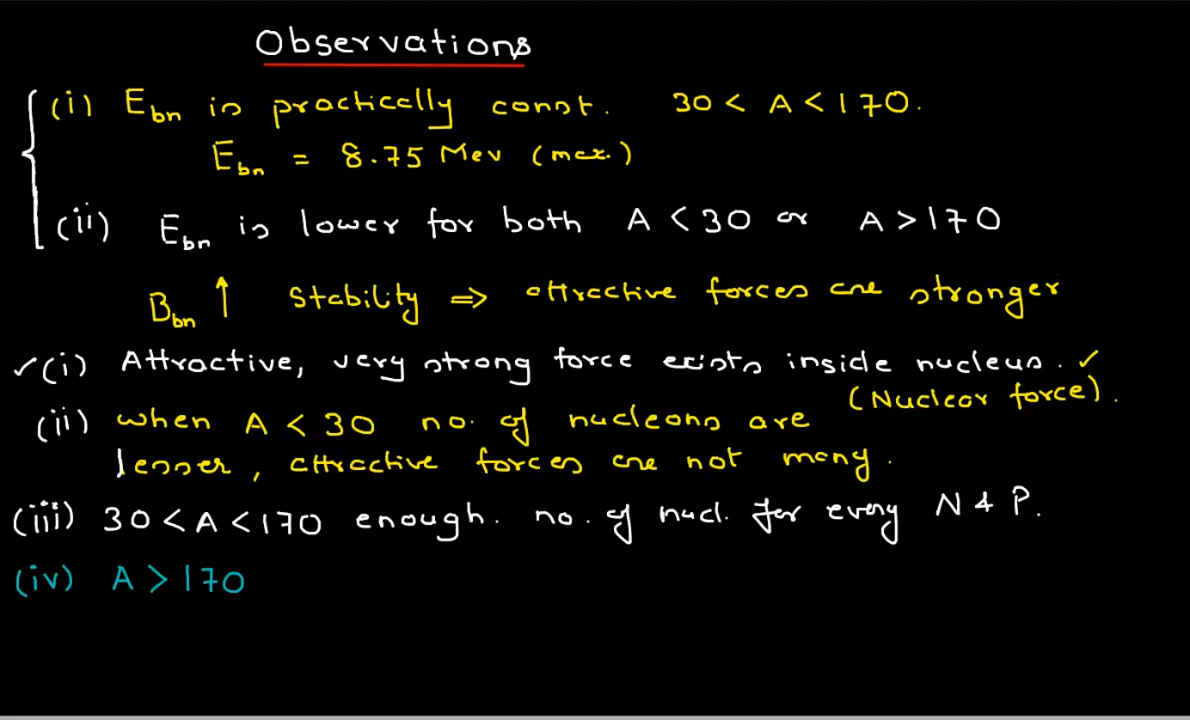 Observations
(i) Ebn is practically const. 30 < A < 170.
Ebn = 8.75 Mev (max.)
(ii) Ebn is lower for both A < 30 or A > 170
Bbn ↑ Stability ⇒ attractive forces are stronger
✓(i) Attractive, very strong force exists inside nucleus. ✓
(Nuclear force).
(ii) when A < 30 no. of nucleons are
lesser, attractive forces are not many.
(iii) 30 < A < 170 enough. no. of nucl. for every N & P.
(iv) A > 170